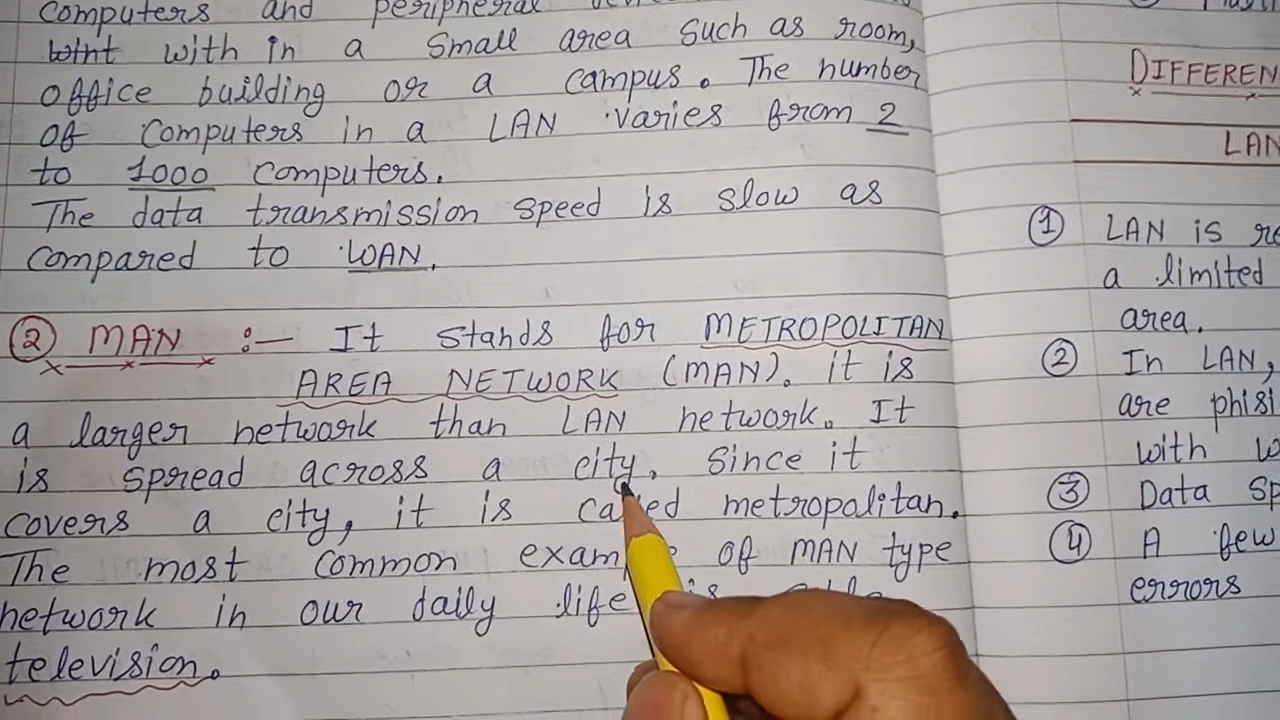 computers and peripheral
with in a small area such as room,
office building or a campus. The number
of computers in a LAN varies from 2
to 1000 computers.
The data transmission speed is slow as
compared to WAN.
② MAN :— It stands for METROPOLITAN
AREA NETWORK (MAN). it is
a larger network than LAN network. It
is spread across a city. Since it
covers a city, it is called metropolitan.
The most common example of MAN type
network in our daily life is
television.
DIFFEREN
LAN
① LAN is re
a limited
area.
② In LAN,
are phisi
with w
③ Data sp
④ A few
errors